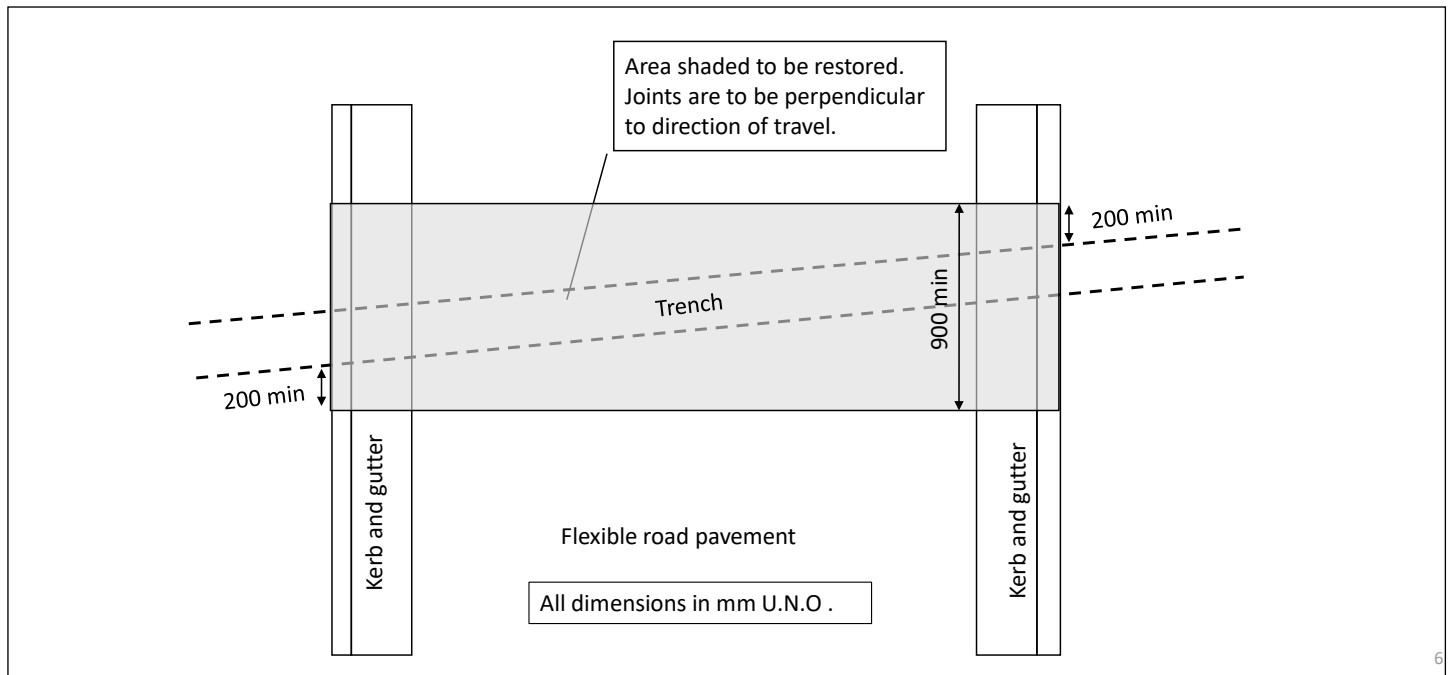 Area shaded to be restored.
Joints are to be perpendicular
to direction of travel.
200 min
900 min
Trench
200 min
Kerb and gutter
Kerb and gutter
Flexible road pavement
All dimensions in mm U.N.O .
6